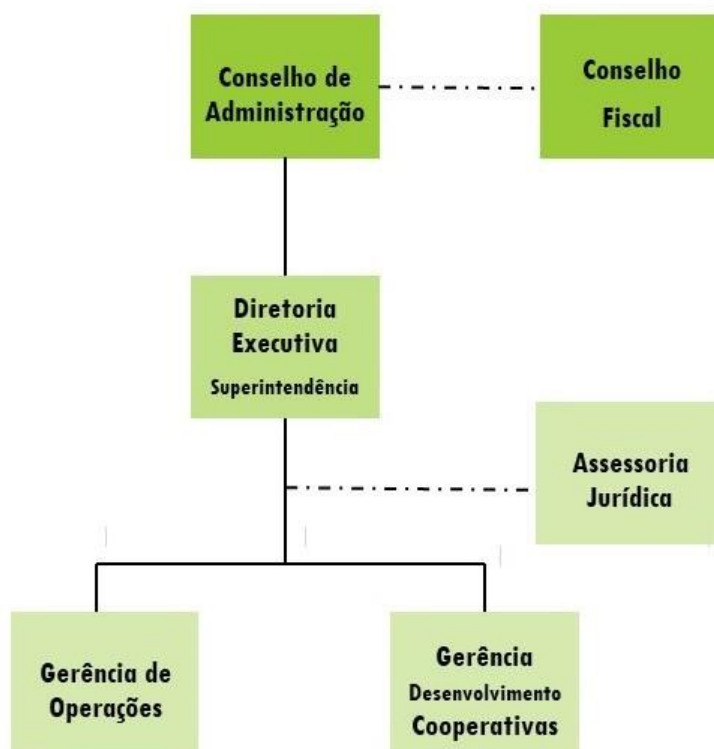 Conselho de
Administração
Conselho
Fiscal
Diretoria
Executiva
Superintendência
Assessoria
Jurídica
Gerência de
Operações
Gerência
Desenvolvimento
Cooperativas